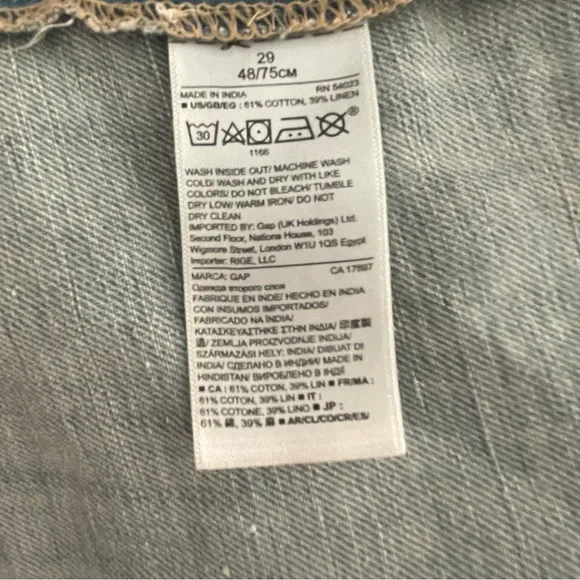 29
48/75CM
MADE IN INDIA RN 54023
■ US/GB/EG : 61% COTTON, 39% LINEN
30
®
1166
WASH INSIDE OUT/ MACHINE WASH
COLD/ WASH AND DRY WITH LIKE
COLORS/ DO NOT BLEACH/ TUMBLE
DRY LOW/ WARM IRON/ DO NOT
DRY CLEAN
IMPORTED BY: Gap (UK Holdings) Ltd.
Second Floor, Nations House, 103
Wigmore Street, London W1U 1QS Egypt
Importer: RIGE, LLC
MARCA: GAP CA 17897
Одежда второго слоя
FABRIQUE EN INDE/ HECHO EN INDIA
CON INSUMOS IMPORTADOS/
FABRICADO NA ÍNDIA/
ΚΑΤΑΣΚΕΥΑΣΤΗΚΕ ΣΤΗΝ ΙΝΔΙΑ/ 印度製
造/ ZEMLJA PROIZVODNJE INDIJA/
SZÁRMAZÁSI HELY: INDIA/ DIBUAT DI
INDIA/ СДЕЛАНО В ИНДИИ/ MADE IN
HINDISTAN/ ВИРОБЛЕНО В ІНДІЇ
■ CA : 61% COTTON, 39% LIN ■ FR/MA :
61% COTON, 39% LIN ■ IT :
61% COTONE, 39% LINO ■ JP :
61% 綿, 39% 麻 ■ AR/CL/CO/CR/ES/